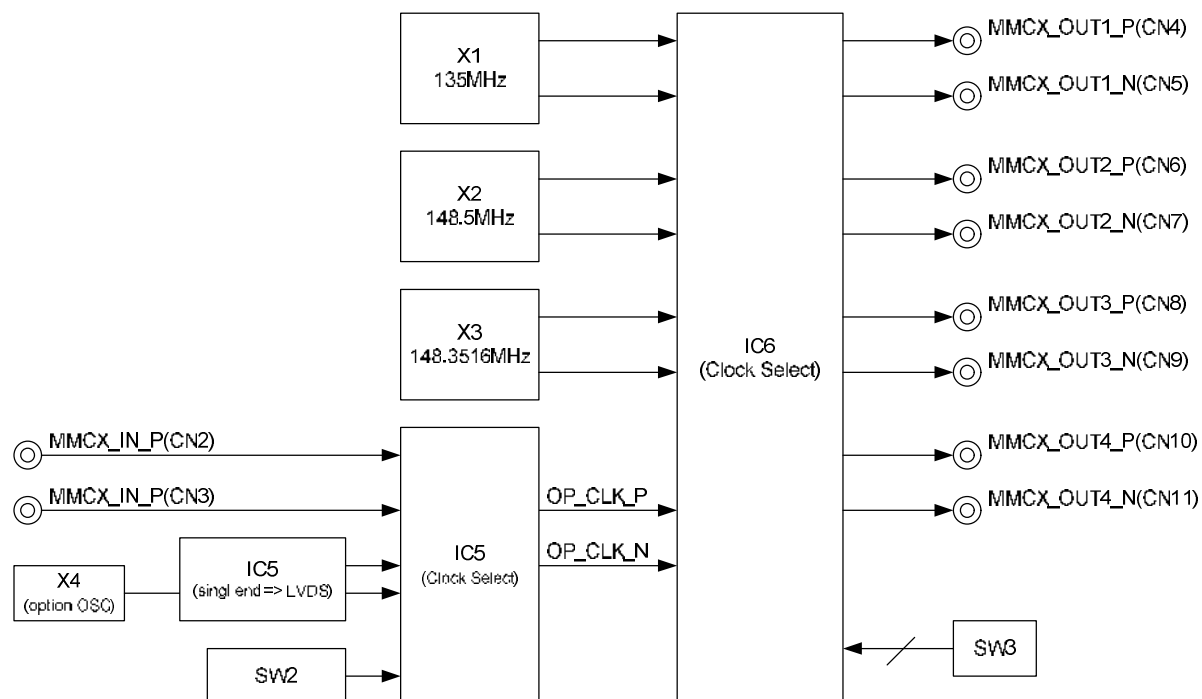 X1
135MHz
MMCX_OUT1_P(CN4)
MMCX_OUT1_N(CN5)
X2
148.5MHz
MMCX_OUT2_P(CN6)
MMCX_OUT2_N(CN7)
X3
148.3516MHz
MMCX_OUT3_P(CN8)
MMCX_OUT3_N(CN9)
IC6
(Clock Select)
MMCX_IN_P(CN2)
MMCX_IN_P(CN3)
X4
(option OSC)
IC5
(singl end => LVDS)
SW2
IC5
(Clock Select)
OP_CLK_P
OP_CLK_N
MMCX_OUT4_P(CN10)
MMCX_OUT4_N(CN11)
SW3